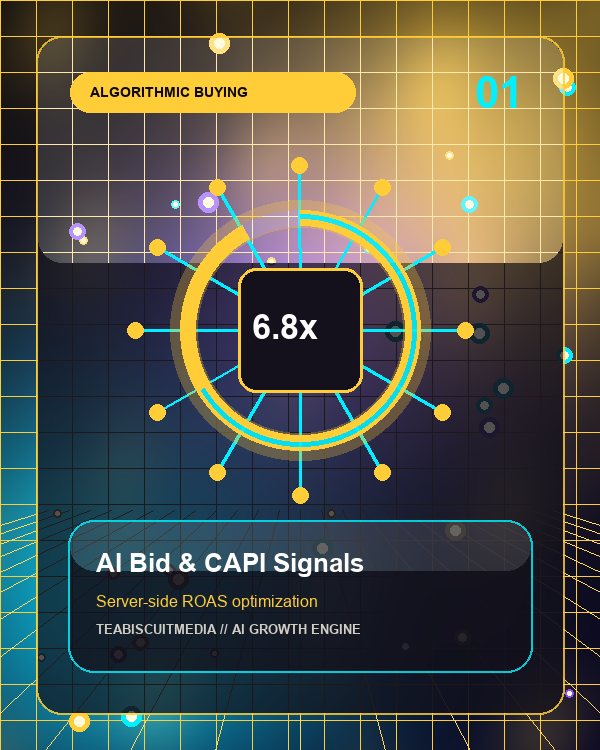 ALGORITHMIC BUYING
01
6.8x
AI Bid & CAPI Signals
Server-side ROAS optimization
TEABISCUITMEDIA // AI GROWTH ENGINE